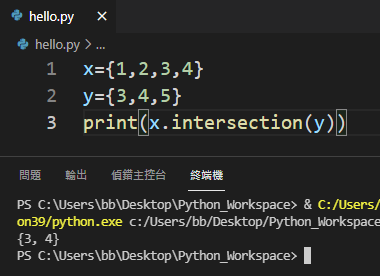 hello.py ×
hello.py > ...
1 x={1,2,3,4}
2 y={3,4,5}
3 print(x.intersection(y))
問題 輸出 偵錯主控台 終端機
PS C:\Users\bb\Desktop\Python_Workspace> & C:/Users/
on39/python.exe c:/Users/bb/Desktop/Python_Workspace
{3, 4}
PS C:\Users\bb\Desktop\Python_Workspace>